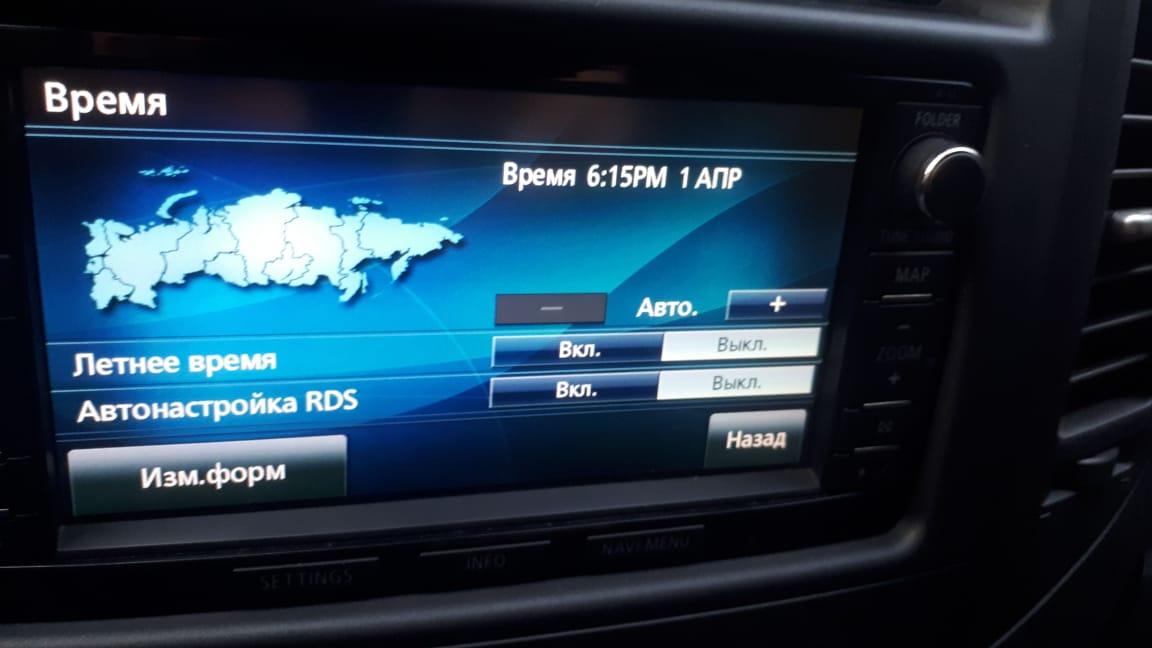 Время
FOLDER
Время 6:15PM 1 АПР
MAP
— Авто. +
ZOOM
Летнее время Вкл. Выкл.
+
Автонастройка RDS Вкл. Выкл.
Изм.форм Назад
SETTINGS INFO NAVI MENU